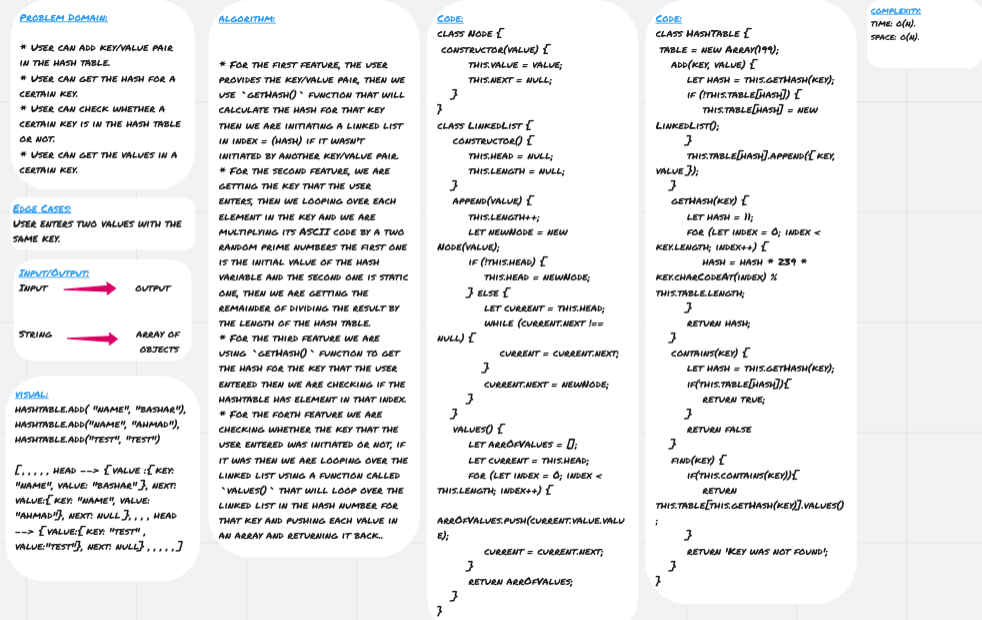 Problem Domain:
* User can add key/value pair
in the hash table.
* User can get the hash for a
certain key.
* User can check whether a
certain key is in the hash table
or not.
* User can get the values in a
certain key.
Edge Cases:
User enters two values with the
same key.
Input/Output:
Input
output
String
Array of
objects
visual:
hashtable.add( "name", "bashar"),
hashtable.add("name", "ahmad"),
hashtable.add("test", "test")
[ , , , , , head --> { value :{ key:
"name", value: "bashar" }, next:
value:{ key: "name", value:
"ahmad"}, next: null }, , , , head
--> { value:{ key: "test" ,
value:"test"}, next: null} , , , , , ]
algorithm:
* For the first feature, the user
provides the key/value pair, then we
use `getHash()` function that will
calculate the hash for that key
then we are initiating a linked list
in index = (hash) if it wasn't
initiated by another key/value pair.
* For the second feature, we are
getting the key that the user
enters, then we looping over each
element in the key and we are
multiplying its ASCII code by a two
random prime numbers the first one
is the initial value of the hash
variable and the second one is static
one, then we are getting the
remainder of dividing the result by
the length of the hash table.
* For the third feature we are
using `getHash()` function to get
the hash for the key that the user
entered then we are checking if the
hashtable has element in that index.
* For the forth feature we are
checking whether the key that the
user entered was initiated or not, if
it was then we are looping over the
linked list using a function called
`values()` that will loop over the
linked list in the hash number for
that key and pushing each value in
an array and returning it back..
Code:
class Node {
constructor(value) {
this.value = value;
this.next = null;
}
}
class LinkedList {
constructor() {
this.head = null;
this.length = null;
}
append(value) {
this.length++;
let newNode = new
Node(value);
if (!this.head) {
this.head = newNode;
} else {
let current = this.head;
while (current.next !==
null) {
current = current.next;
}
current.next = newNode;
}
}
values() {
let arrOfValues = [];
let current = this.head;
for (let index = 0; index <
this.length; index++) {
arrOfValues.push(current.value.valu
e);
current = current.next;
}
return arrOfValues;
}
}
Code:
class HashTable {
table = new Array(199);
add(key, value) {
let hash = this.getHash(key);
if (!this.table[hash]) {
this.table[hash] = new
LinkedList();
}
this.table[hash].append({ key,
value });
}
getHash(key) {
let hash = 11;
for (let index = 0; index <
key.length; index++) {
hash = hash * 239 *
key.charCodeAt(index) %
this.table.length;
}
return hash;
}
contains(key) {
let hash = this.getHash(key);
if(this.table[hash]){
return true;
}
return false
}
find(key) {
if(this.contains(key)){
return
this.table[this.getHash(key)].values()
;
}
return 'Key was not found';
}
}
complexity:
time: O(n).
space: O(n).